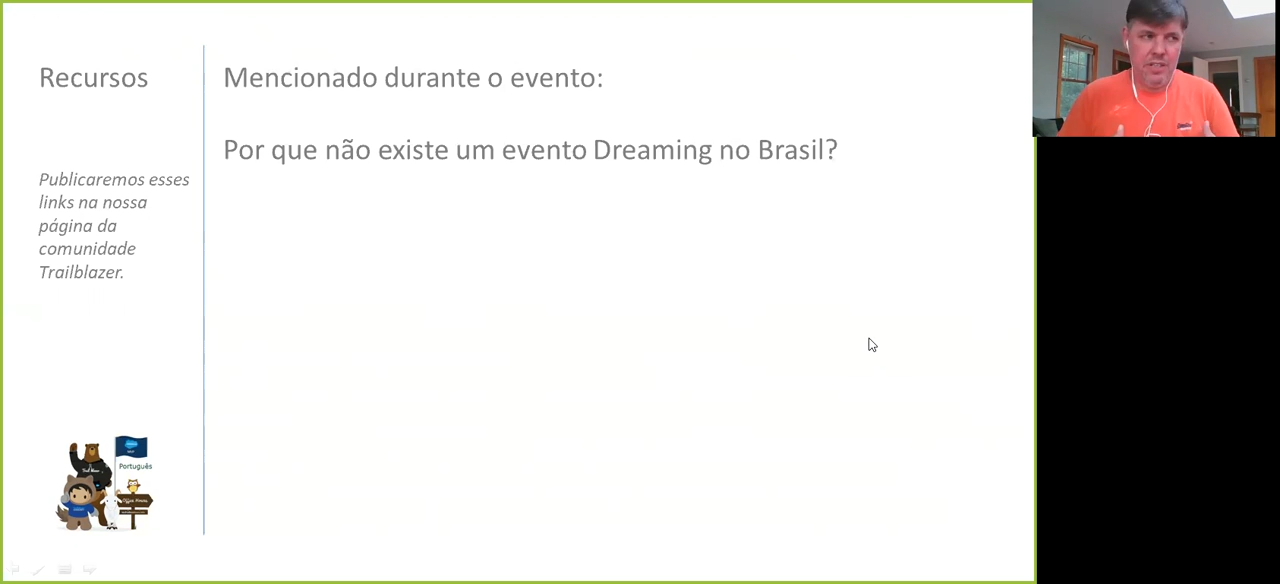 Recursos
Publicaremos esses
links na nossa
página da
comunidade
Trailblazer.
Mencionado durante o evento:
Por que não existe um evento Dreaming no Brasil?
Português